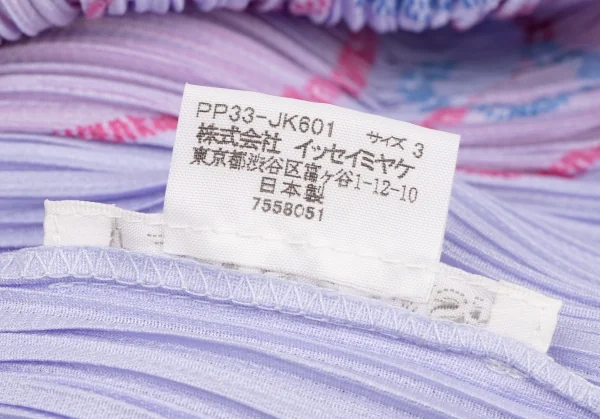 PP33-JK601 サイズ 3
株式会社 イッセイミヤケ
東京都渋谷区富ヶ谷1-12-10
日本製
7558051